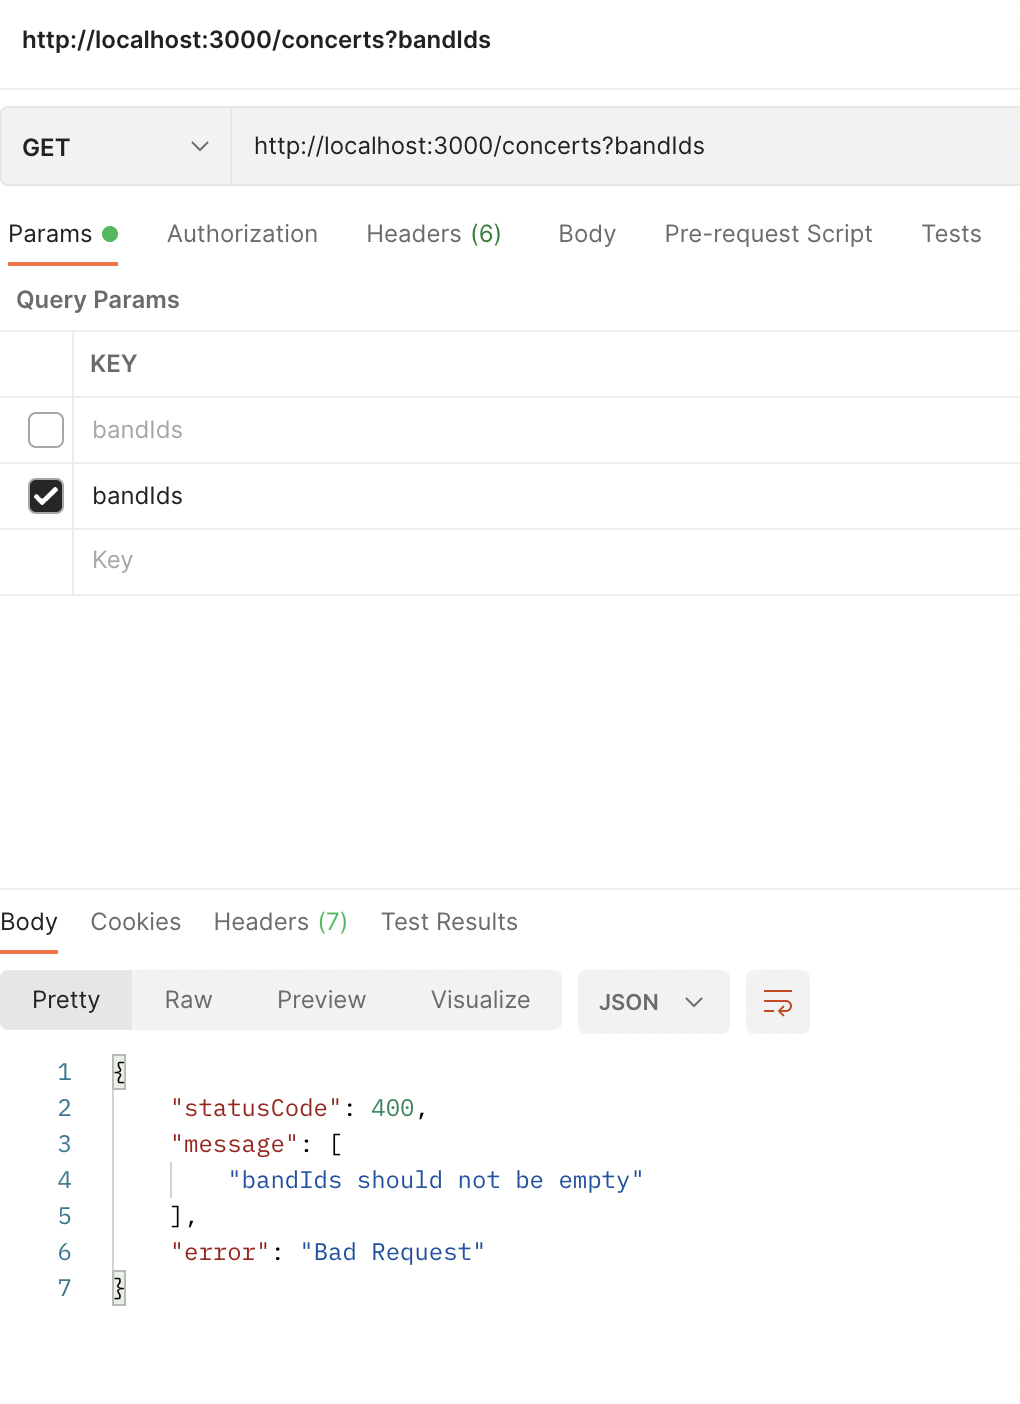 http://localhost:3000/concerts?bandIds
GET http://localhost:3000/concerts?bandIds
Params Authorization Headers (6) Body Pre-request Script Tests
Query Params
KEY
bandIds
bandIds
Key
Body Cookies Headers (7) Test Results
Pretty Raw Preview Visualize JSON
1 {
2 "statusCode": 400,
3 "message": [
4 "bandIds should not be empty"
5 ],
6 "error": "Bad Request"
7 }